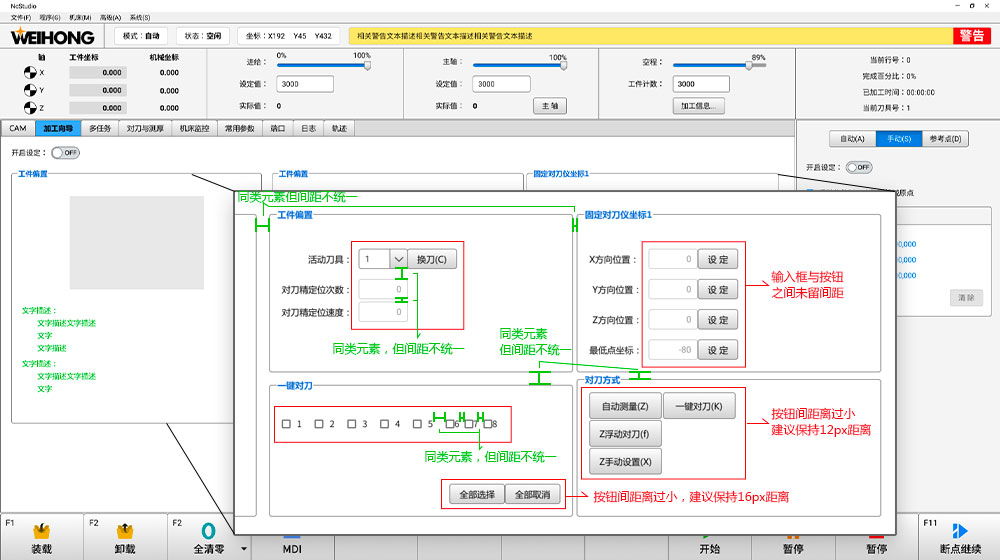 NcStudio
文件(F) 程序(G) 机床(M) 高级(A) 系统(S)
WEIHONG 模式：自动 状态：空闲 坐标：X192 Y45 Y432 相关警告文本描述相关警告文本描述相关警告文本描述 警告
轴 工件坐标 机械坐标
X 0.000 0.000
Y 0.000 0.000
Z 0.000 0.000
进给： 0% 100%
设定值： 3000
实际值： 0
主轴： 100%
设定值： 3000
实际值： 0 主 轴
空程： 89%
工件计数： 3000
加工信息...
当前行号：0
完成百分比：0%
已加工时间：00:00:00
当前刀具号：1
CAM 加工向导 多任务 对刀与测厚 机床监控 常用参数 端口 日志 轨迹
自动(A) 手动(S) 参考点(D)
开启设定： OFF
开启设定： OFF
工件偏置 工件偏置 固定对刀仪坐标1
原点
0,000
0,000
0,000
清 除
文字描述：
文字描述文字描述
文字
文字描述
文字描述：
文字描述文字描述
文字
同类元素但间距不统一
工件偏置
活动刀具： 1 换刀(C)
对刀精定位次数： 0
对刀精定位速度： 0
同类元素，但间距不统一
固定对刀仪坐标1
X方向位置： 0 设 定
Y方向位置： 0 设 定
Z方向位置： 0 设 定
最低点坐标： -80 设 定
输入框与按钮
之间未留间距
同类元素
但间距不统一
一键对刀
1 2 3 4 5 6 7 8
同类元素，但间距不统一
全部选择 全部取消
按钮间距离过小，建议保持16px距离
对刀方式
自动测量(Z) 一键对刀(K)
Z浮动对刀(f)
Z手动设置(X)
按钮间距离过小
建议保持12px距离
F1 装载
F2 卸载
F2 全清零
MDI
开始
暂停
暂停
F11 断点继续